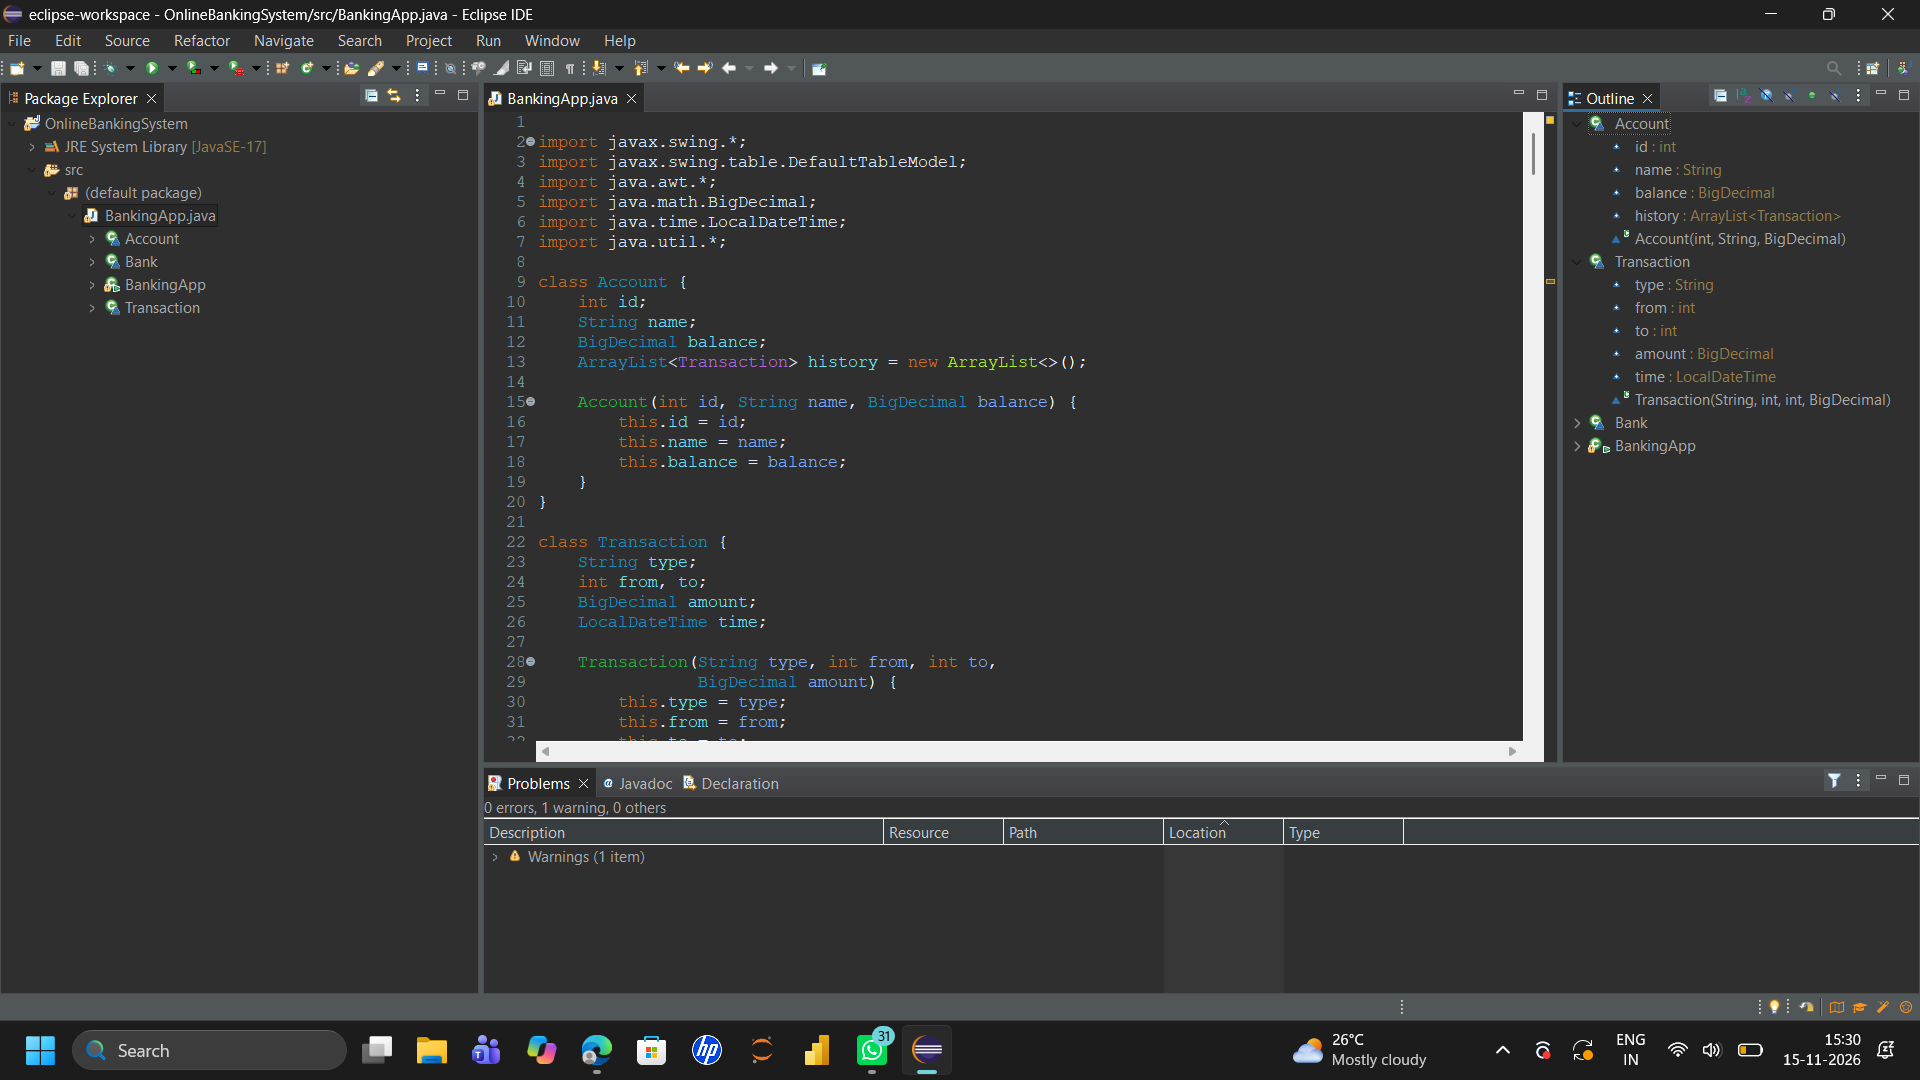 eclipse-workspace - OnlineBankingSystem/src/BankingApp.java - Eclipse IDE
File Edit Source Refactor Navigate Search Project Run Window Help
Package Explorer
OnlineBankingSystem
JRE System Library [JavaSE-17]
src
(default package)
BankingApp.java
Account
Bank
BankingApp
Transaction
BankingApp.java
1
2 import javax.swing.*;
3 import javax.swing.table.DefaultTableModel;
4 import java.awt.*;
5 import java.math.BigDecimal;
6 import java.time.LocalDateTime;
7 import java.util.*;
8
9 class Account {
10 int id;
11 String name;
12 BigDecimal balance;
13 ArrayList<Transaction> history = new ArrayList<>();
14
15 Account(int id, String name, BigDecimal balance) {
16 this.id = id;
17 this.name = name;
18 this.balance = balance;
19 }
20 }
21
22 class Transaction {
23 String type;
24 int from, to;
25 BigDecimal amount;
26 LocalDateTime time;
27
28 Transaction(String type, int from, int to,
29 BigDecimal amount) {
30 this.type = type;
31 this.from = from;
32 this.to = to;
Outline
Account
id : int
name : String
balance : BigDecimal
history : ArrayList<Transaction>
Account(int, String, BigDecimal)
Transaction
type : String
from : int
to : int
amount : BigDecimal
time : LocalDateTime
Transaction(String, int, int, BigDecimal)
Bank
BankingApp
Problems Javadoc Declaration
0 errors, 1 warning, 0 others
Description Resource Path Location Type
Warnings (1 item)
Search
hp
31
26°C
Mostly cloudy
ENG
IN
15:30
15-11-2026